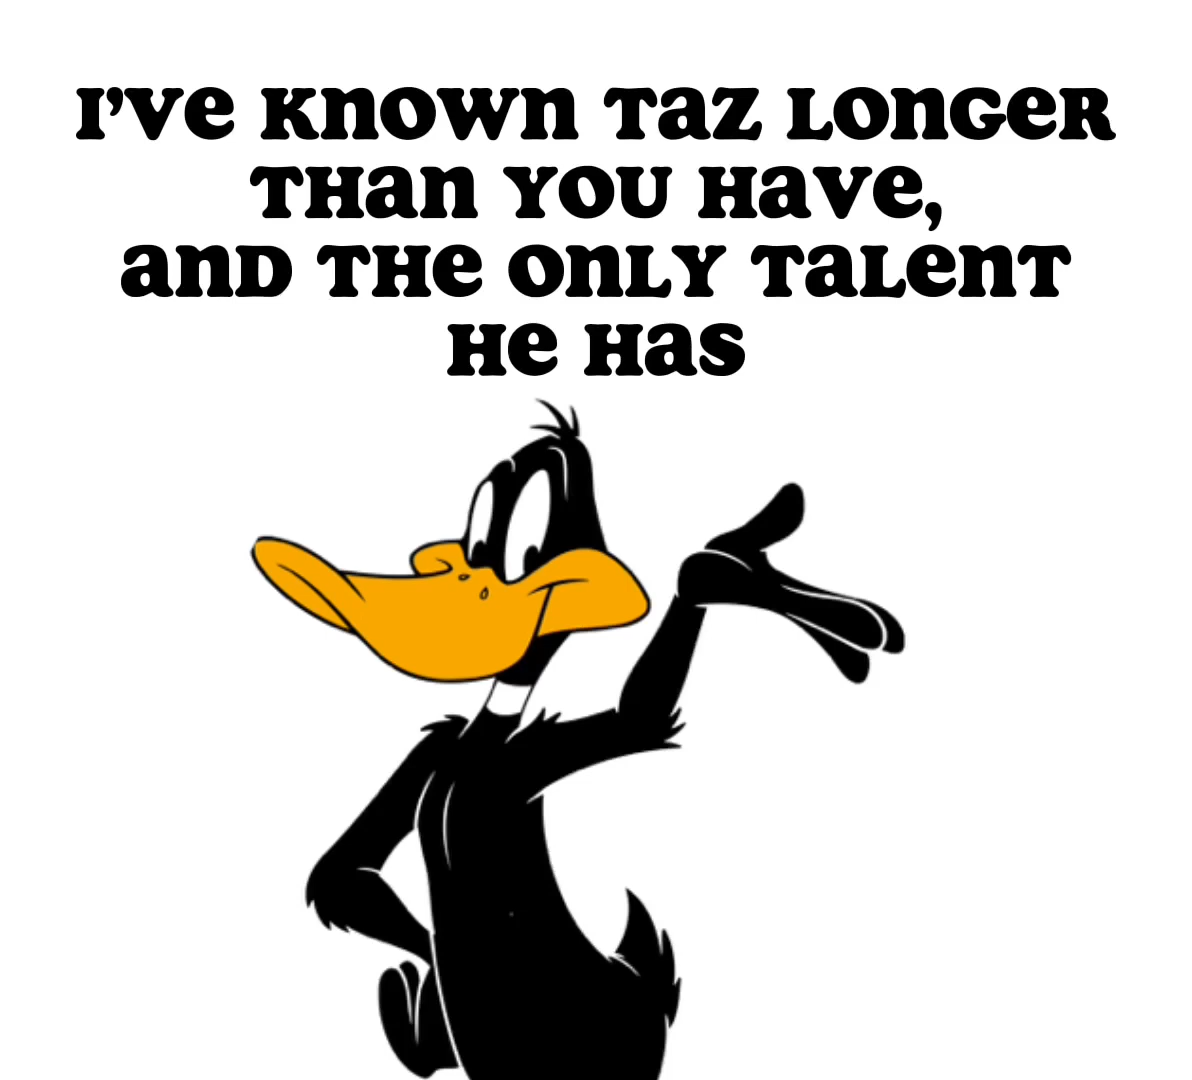 I'VE KNOWN TAZ LONGER
THAN YOU HAVE,
AND THE ONLY TALENT
HE HAS